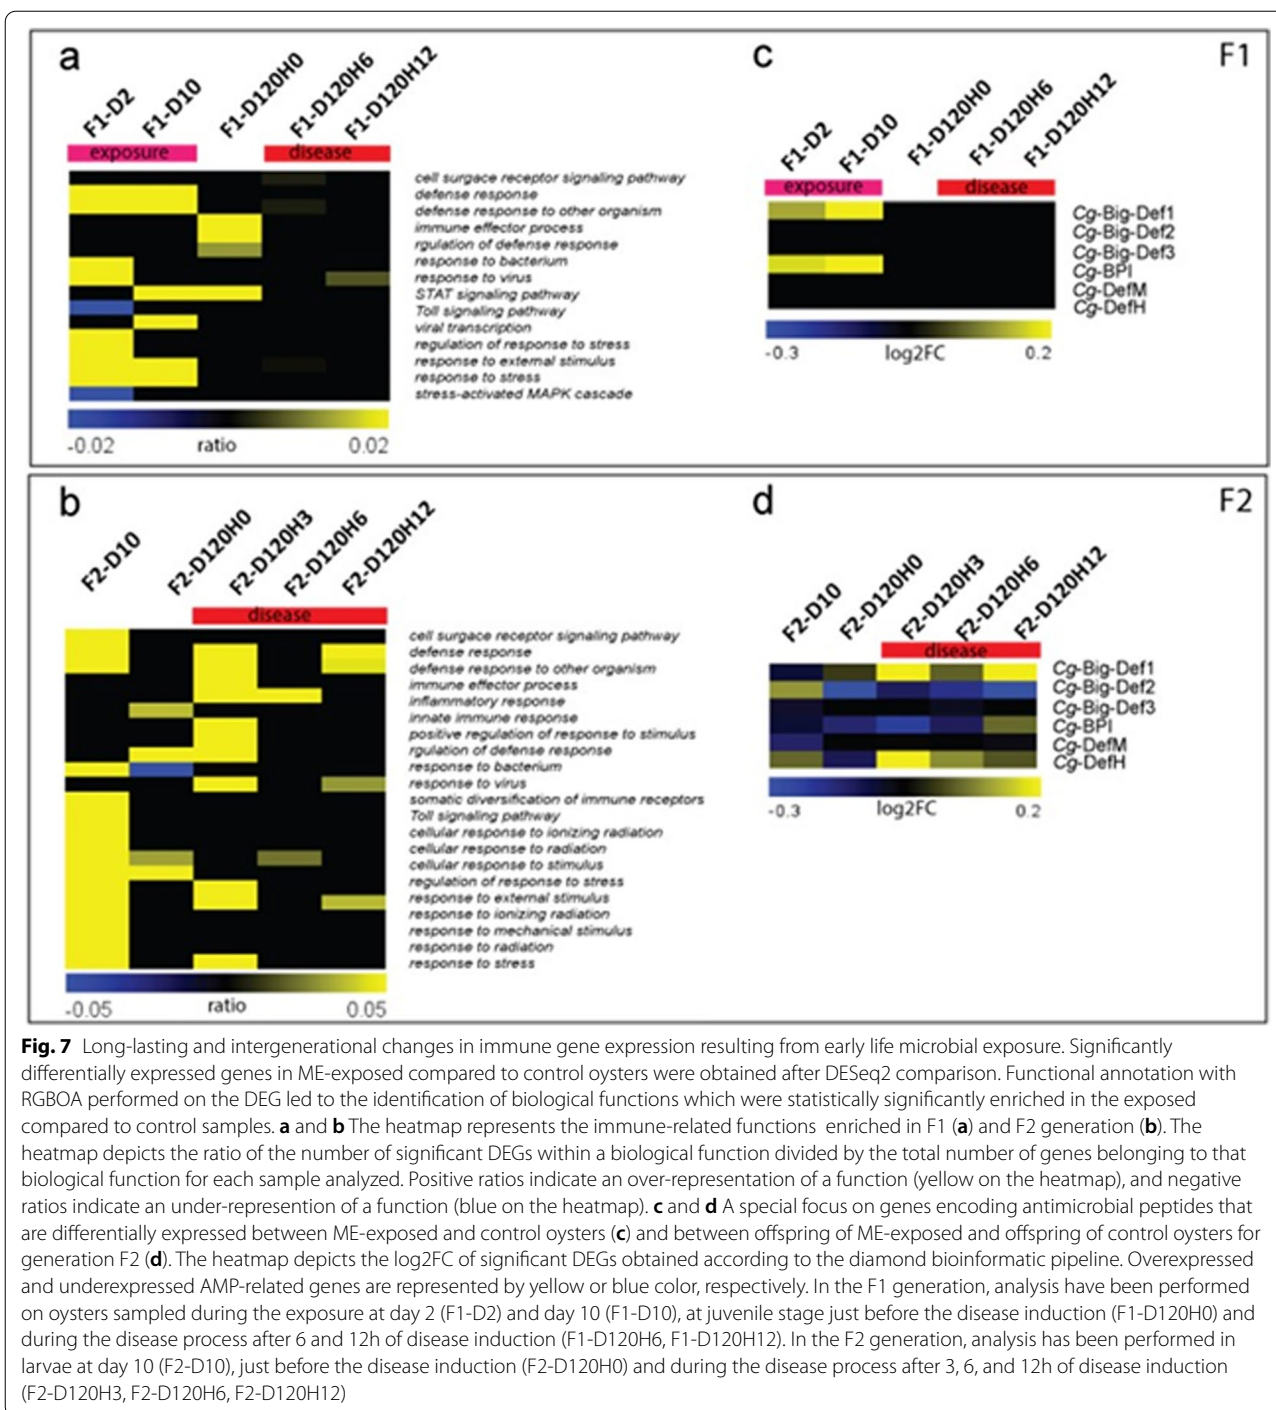 a
F1-D2
F1-D10
F1-D120H0
F1-D120H6
F1-D120H12
exposure
disease
cell surgace receptor signaling pathway
defense response
defense response to other organism
immune effector process
rgulation of defense response
response to bacterium
response to virus
STAT signaling pathway
Toll signaling pathway
viral transcription
regulation of response to stress
response to external stimulus
response to stress
stress-activated MAPK cascade
-0.02
ratio
0.02
c
F1
F1-D2
F1-D10
F1-D120H0
F1-D120H6
F1-D120H12
exposure
disease
Cg-Big-Def1
Cg-Big-Def2
Cg-Big-Def3
Cg-BPI
Cg-DefM
Cg-DefH
-0.3
log2FC
0.2
b
F2-D10
F2-D120H0
F2-D120H3
F2-D120H6
F2-D120H12
disease
cell surgace receptor signaling pathway
defense response
defense response to other organism
immune effector process
inflammatory response
innate immune response
positive regulation of response to stimulus
rgulation of defense response
response to bacterium
response to virus
somatic diversification of immune receptors
Toll signaling pathway
cellular response to ionizing radiation
cellular response to radiation
cellular response to stimulus
regulation of response to stress
response to external stimulus
response to ionizing radiation
response to mechanical stimulus
response to radiation
response to stress
-0.05
ratio
0.05
d
F2
F2-D10
F2-D120H0
F2-D120H3
F2-D120H6
F2-D120H12
disease
Cg-Big-Def1
Cg-Big-Def2
Cg-Big-Def3
Cg-BPI
Cg-DefM
Cg-DefH
-0.3
log2FC
0.2
Fig. 7 Long-lasting and intergenerational changes in immune gene expression resulting from early life microbial exposure. Significantly
differentially expressed genes in ME-exposed compared to control oysters were obtained after DESeq2 comparison. Functional annotation with
RGBOA performed on the DEG led to the identification of biological functions which were statistically significantly enriched in the exposed
compared to control samples. a and b The heatmap represents the immune-related functions enriched in F1 (a) and F2 generation (b). The
heatmap depicts the ratio of the number of significant DEGs within a biological function divided by the total number of genes belonging to that
biological function for each sample analyzed. Positive ratios indicate an over-representation of a function (yellow on the heatmap), and negative
ratios indicate an under-represention of a function (blue on the heatmap). c and d A special focus on genes encoding antimicrobial peptides that
are differentially expressed between ME-exposed and control oysters (c) and between offspring of ME-exposed and offspring of control oysters for
generation F2 (d). The heatmap depicts the log2FC of significant DEGs obtained according to the diamond bioinformatic pipeline. Overexpressed
and underexpressed AMP-related genes are represented by yellow or blue color, respectively. In the F1 generation, analysis have been performed
on oysters sampled during the exposure at day 2 (F1-D2) and day 10 (F1-D10), at juvenile stage just before the disease induction (F1-D120H0) and
during the disease process after 6 and 12h of disease induction (F1-D120H6, F1-D120H12). In the F2 generation, analysis has been performed in
larvae at day 10 (F2-D10), just before the disease induction (F2-D120H0) and during the disease process after 3, 6, and 12h of disease induction
(F2-D120H3, F2-D120H6, F2-D120H12)